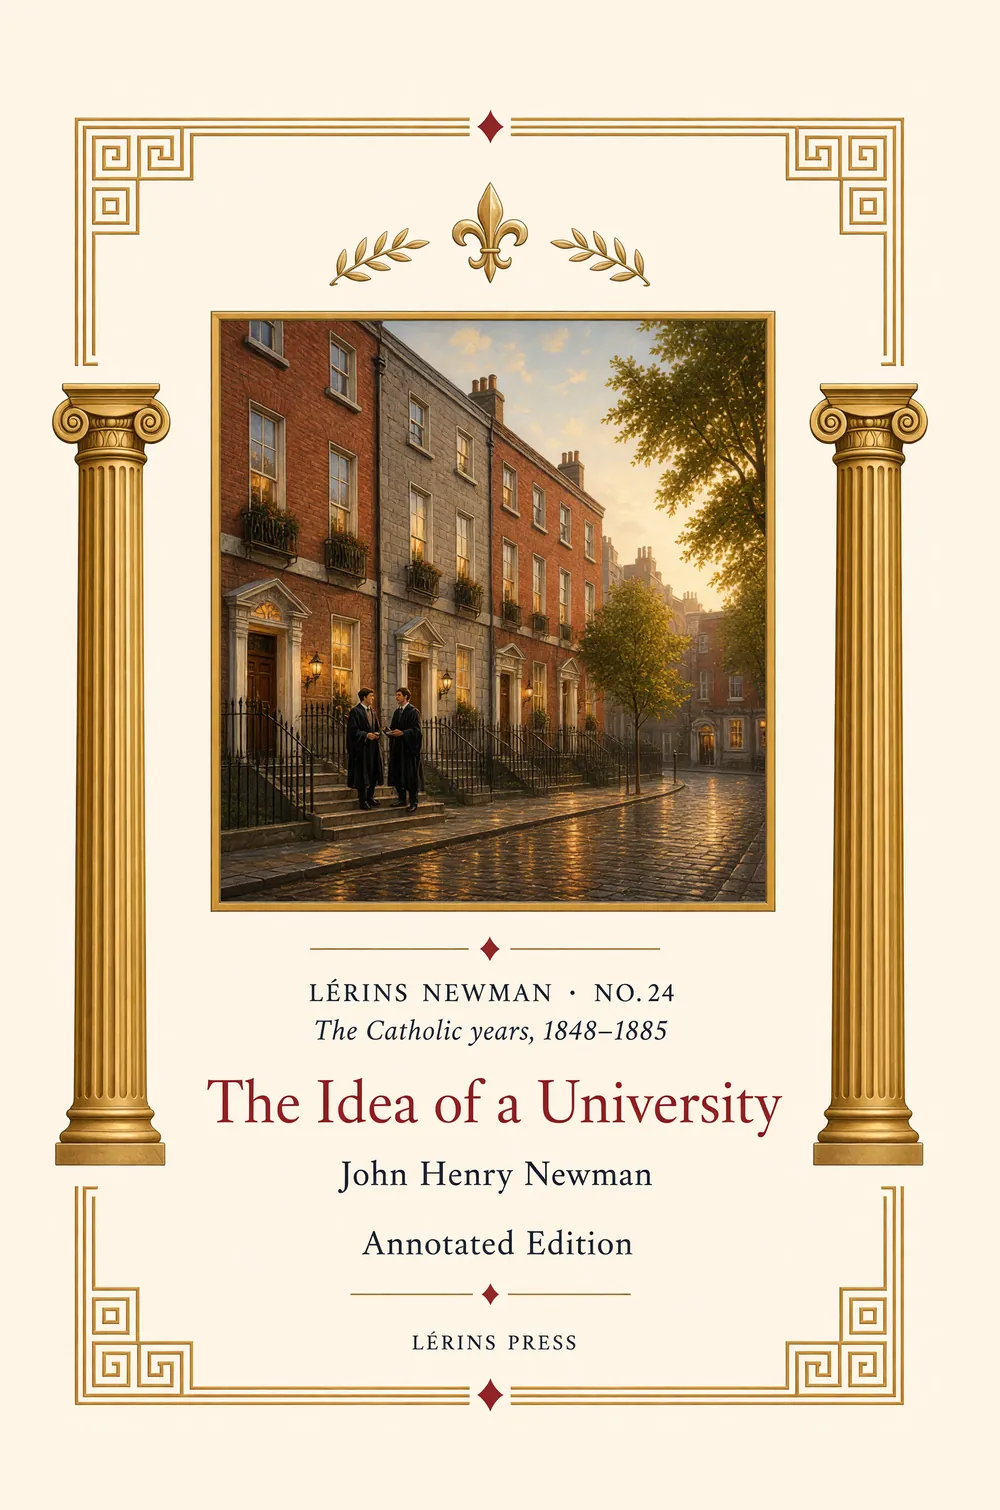 LÉRINS NEWMAN · NO. 24
The Catholic years, 1848–1885
The Idea of a University
John Henry Newman
Annotated Edition
LÉRINS PRESS